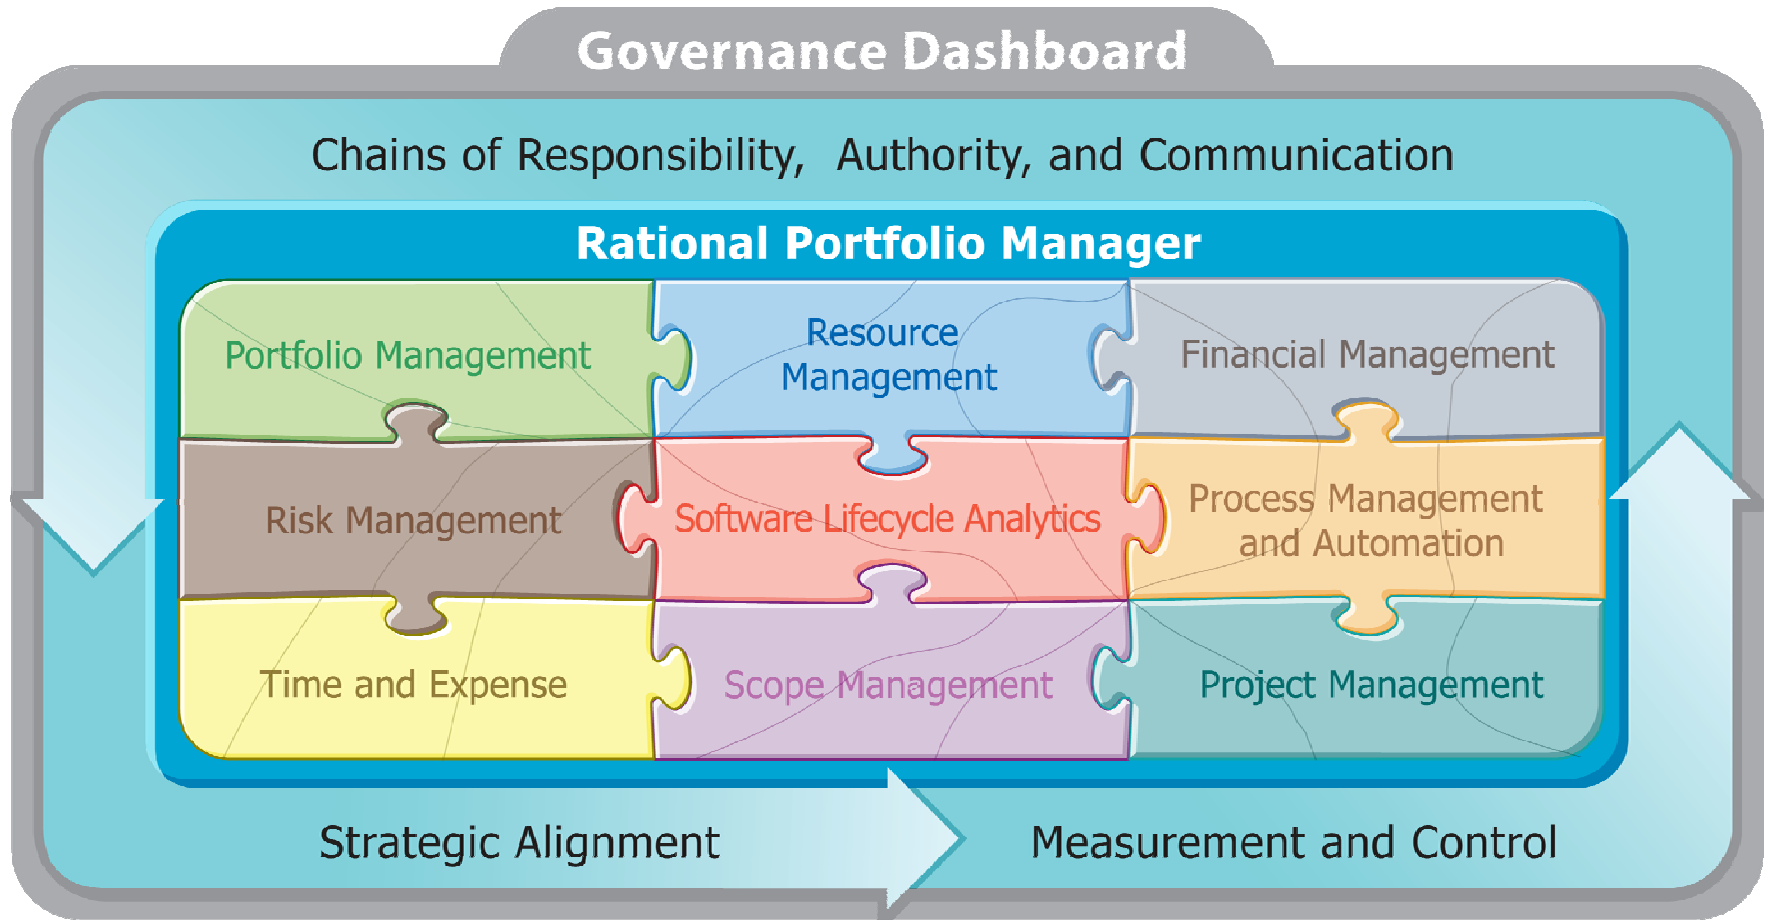 Governance Dashboard
Chains of Responsibility, Authority, and Communication
Rational Portfolio Manager
Portfolio Management
Resource
Management
Financial Management
Risk Management
Software Lifecycle Analytics
Process Management
and Automation
Time and Expense
Scope Management
Project Management
Strategic Alignment
Measurement and Control